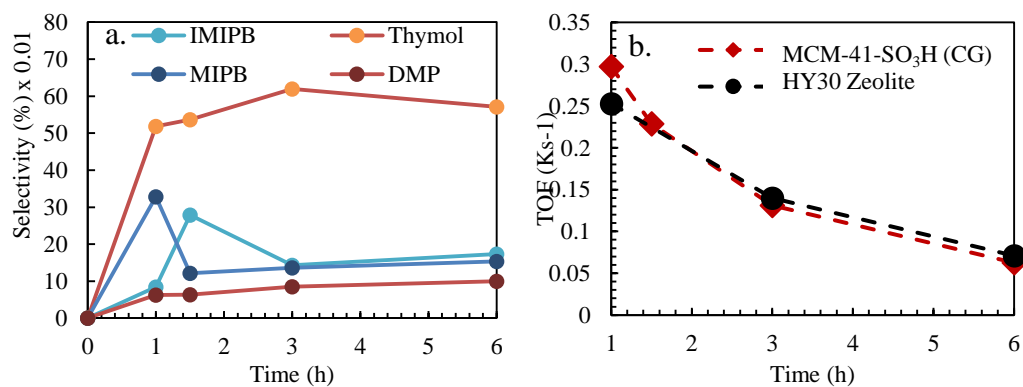 a.
IMIPB
Thymol
MIPB
DMP
80
70
60
50
40
30
20
10
0
Selectivity (%) x 0.01
0
1
2
3
4
5
6
Time (h)
b.
MCM-41-SO₃H (CG)
HY30 Zeolite
0.35
0.3
0.25
0.2
0.15
0.1
0.05
0
TOF (Ks-1)
1
2
3
4
5
6
Time (h)